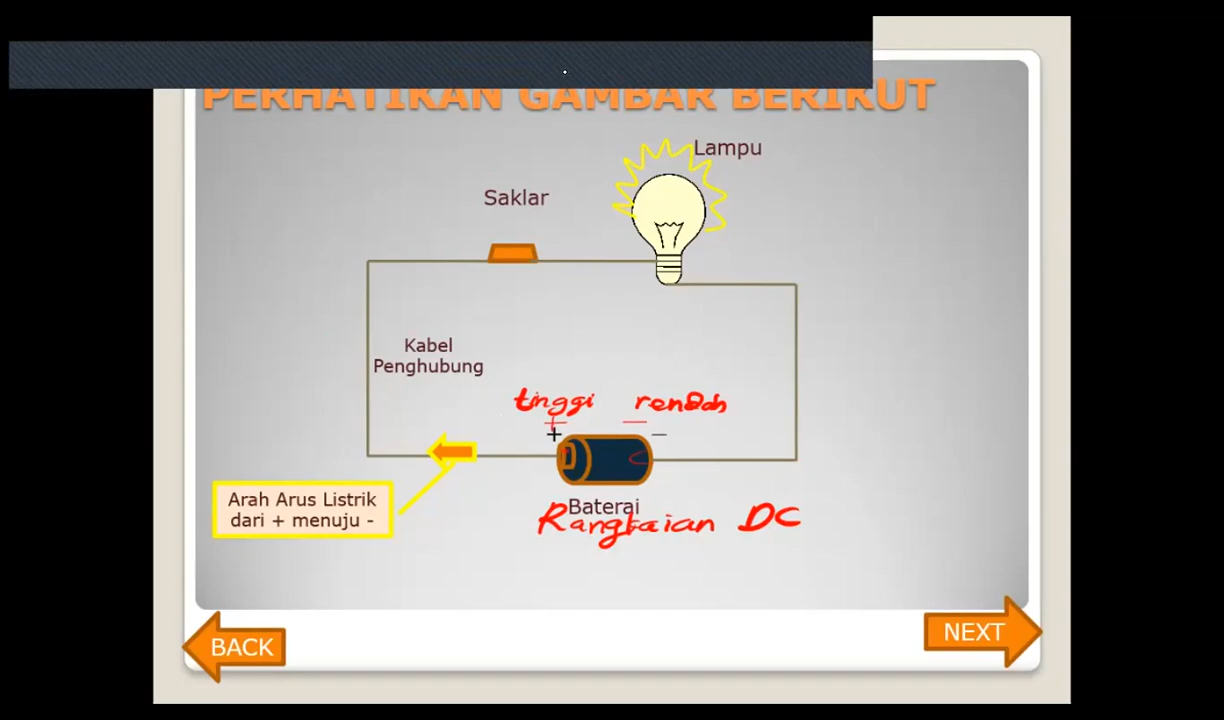 PERHATIKAN GAMBAR BERIKUT
Lampu
Saklar
Kabel
Penghubung
tinggi rendah
+ −
+ −
Baterai
Rangkaian DC
Arah Arus Listrik
dari + menuju -
BACK
NEXT